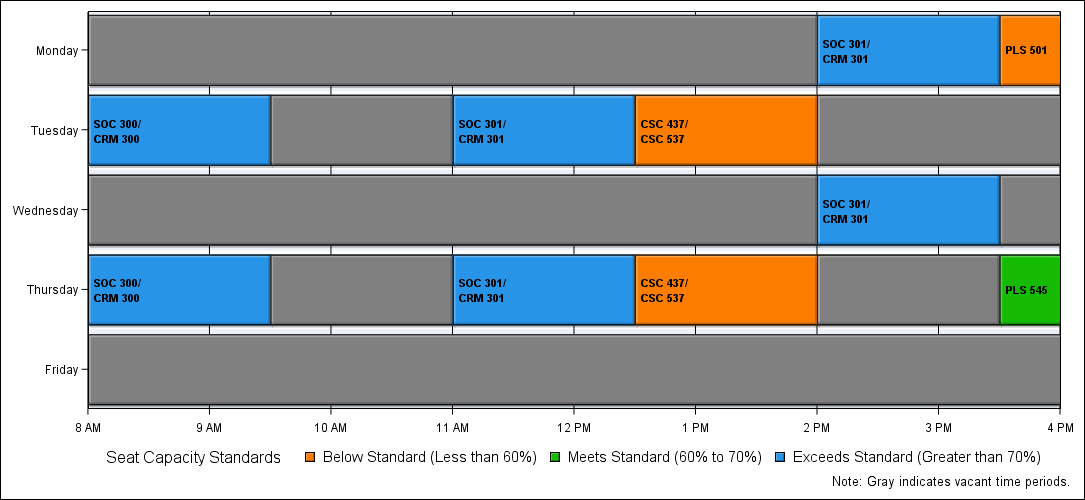 Monday
SOC 301/
CRM 301
PLS 501
Tuesday
SOC 300/
CRM 300
SOC 301/
CRM 301
CSC 437/
CSC 537
Wednesday
SOC 301/
CRM 301
Thursday
SOC 300/
CRM 300
SOC 301/
CRM 301
CSC 437/
CSC 537
PLS 545
Friday
8 AM 9 AM 10 AM 11 AM 12 PM 1 PM 2 PM 3 PM 4 PM
Seat Capacity Standards Below Standard (Less than 60%) Meets Standard (60% to 70%) Exceeds Standard (Greater than 70%)
Note: Gray indicates vacant time periods.